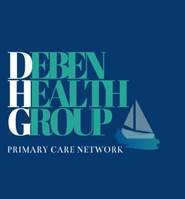 DEBEN
HEALTH
GROUP
PRIMARY CARE NETWORK